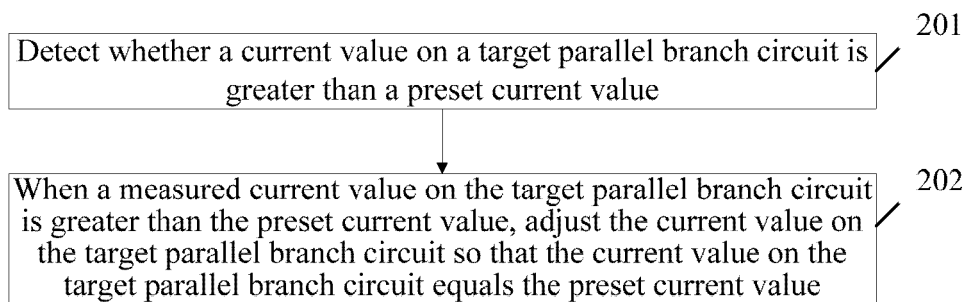 201
Detect whether a current value on a target parallel branch circuit is
greater than a preset current value
202
When a measured current value on the target parallel branch circuit
is greater than the preset current value, adjust the current value on
the target parallel branch circuit so that the current value on the
target parallel branch circuit equals the preset current value